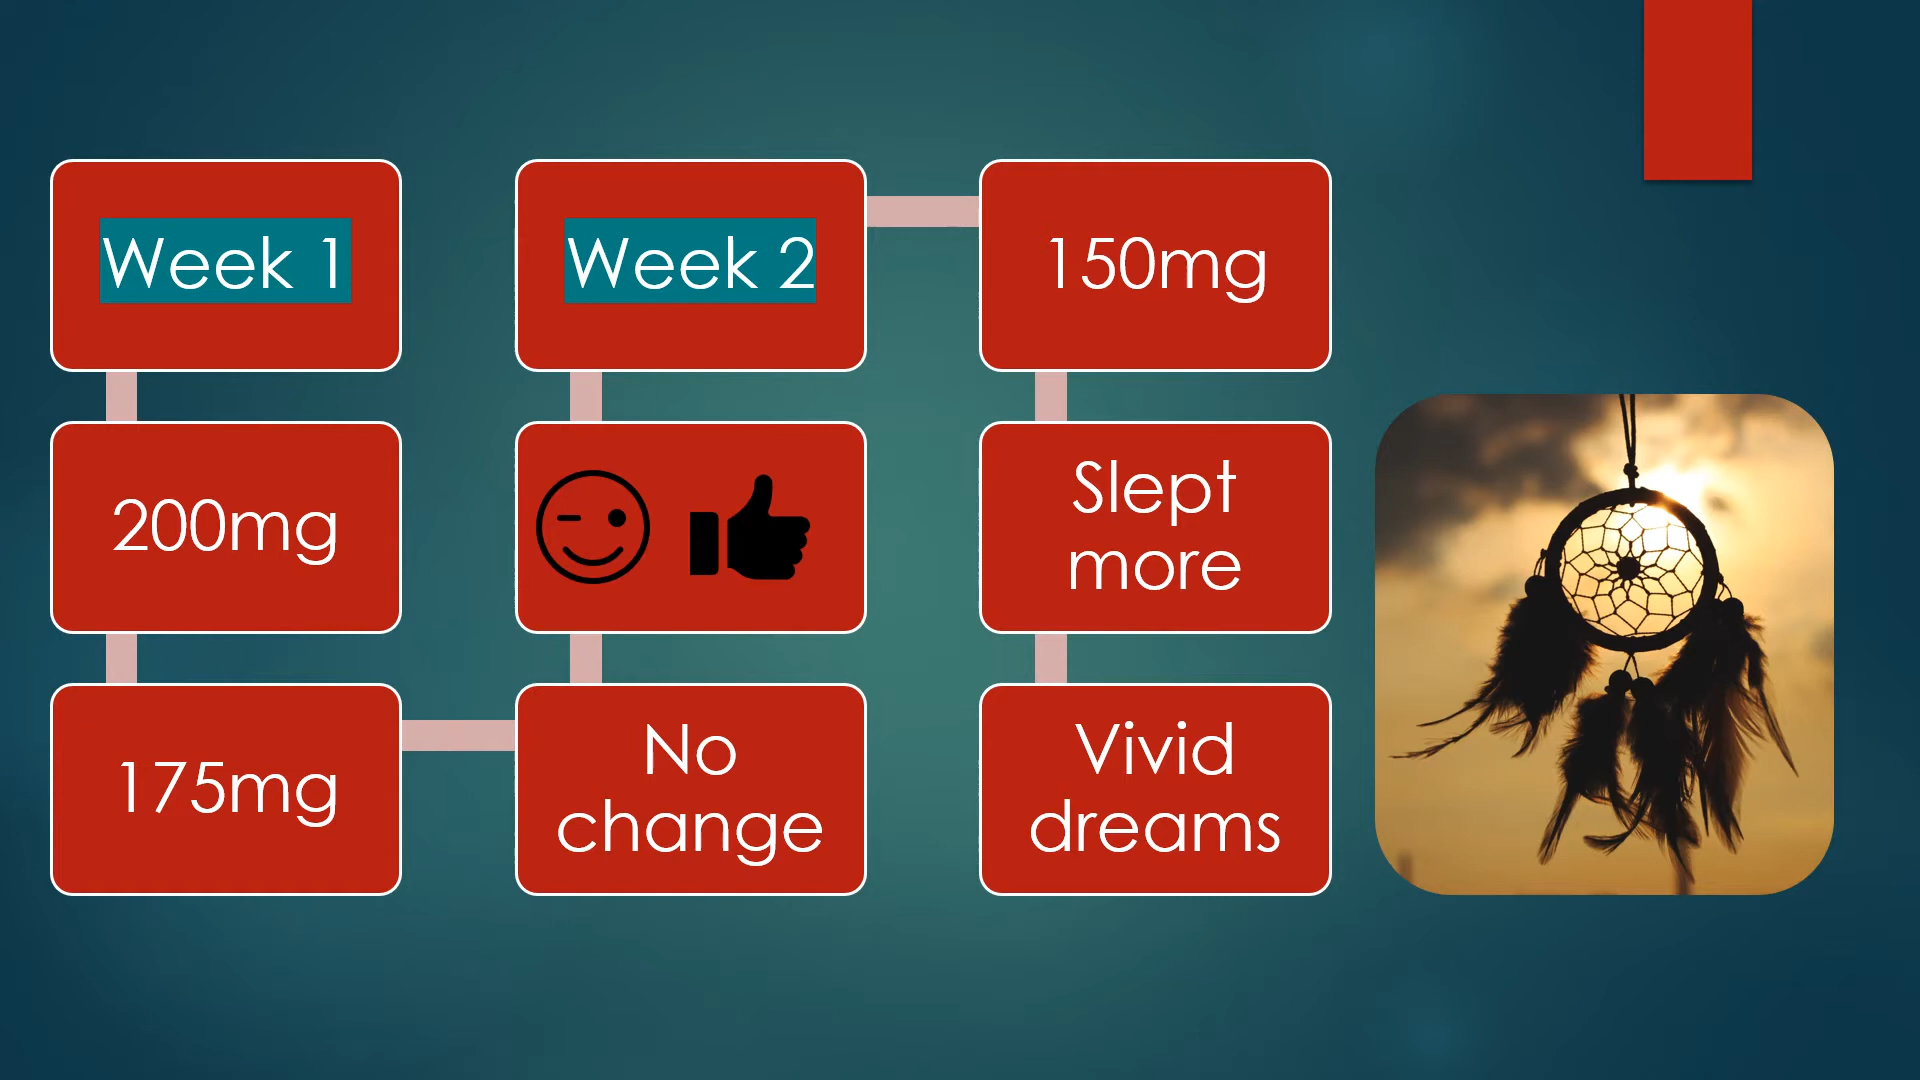 Week 1
200mg
175mg
No
change
Week 2
150mg
Slept
more
Vivid
dreams